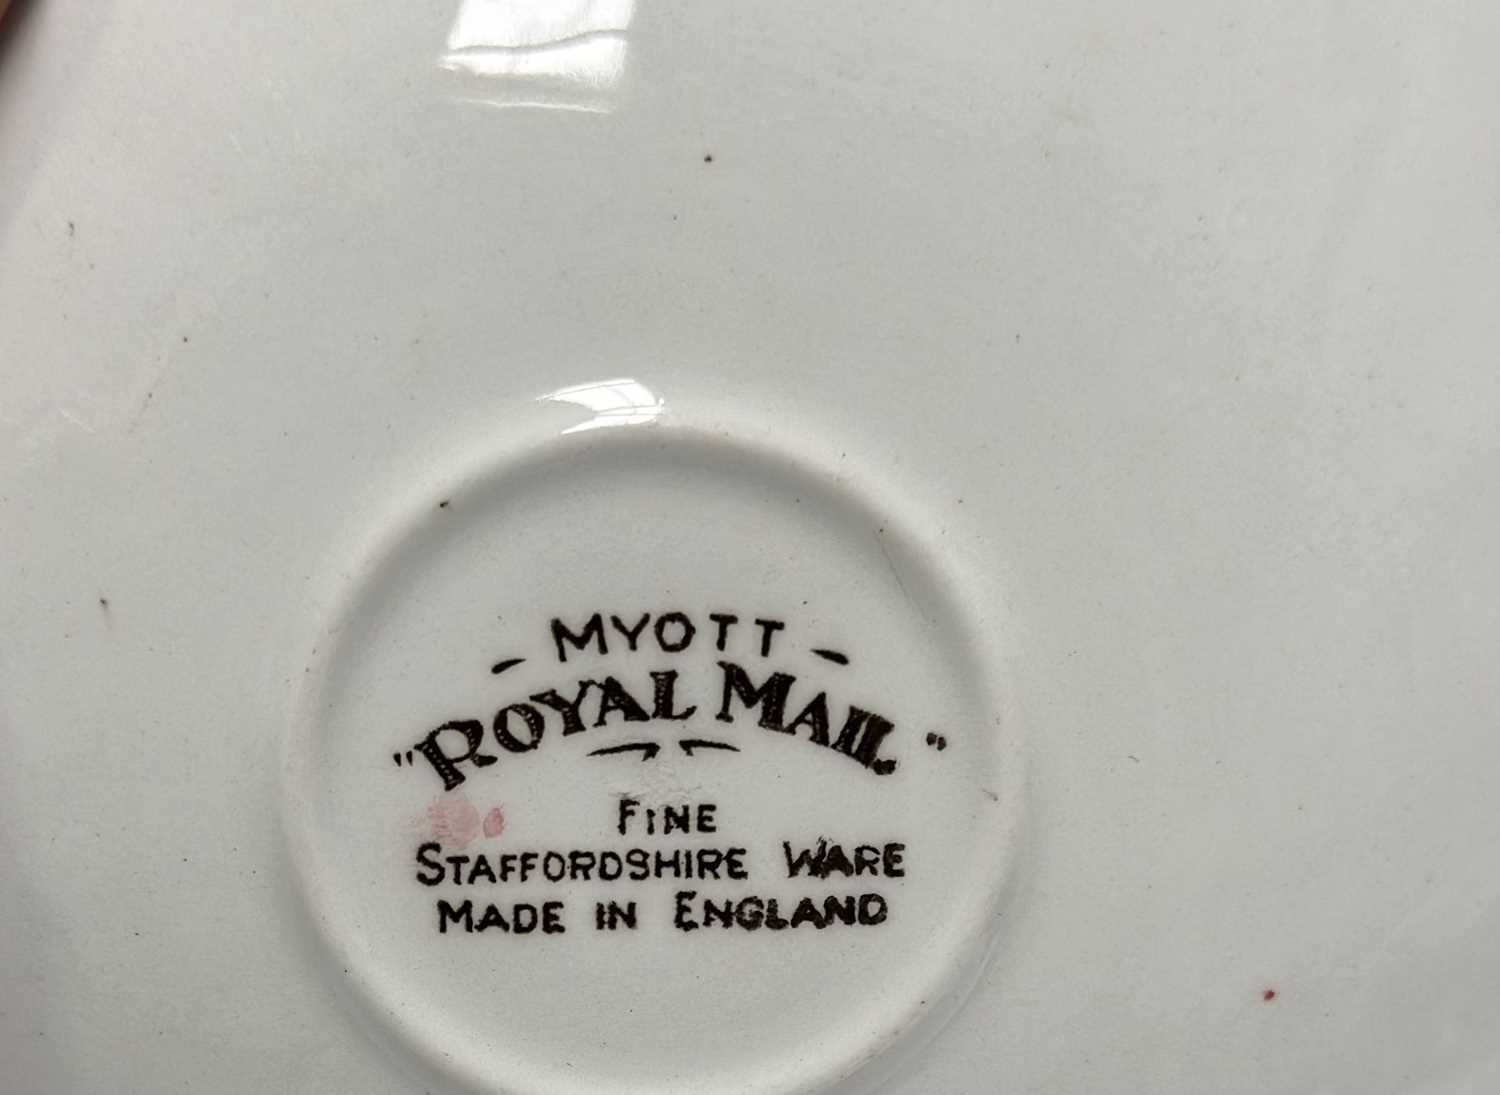 - MYOTT -
"ROYAL MAIL"
FINE
STAFFORDSHIRE WARE
MADE IN ENGLAND